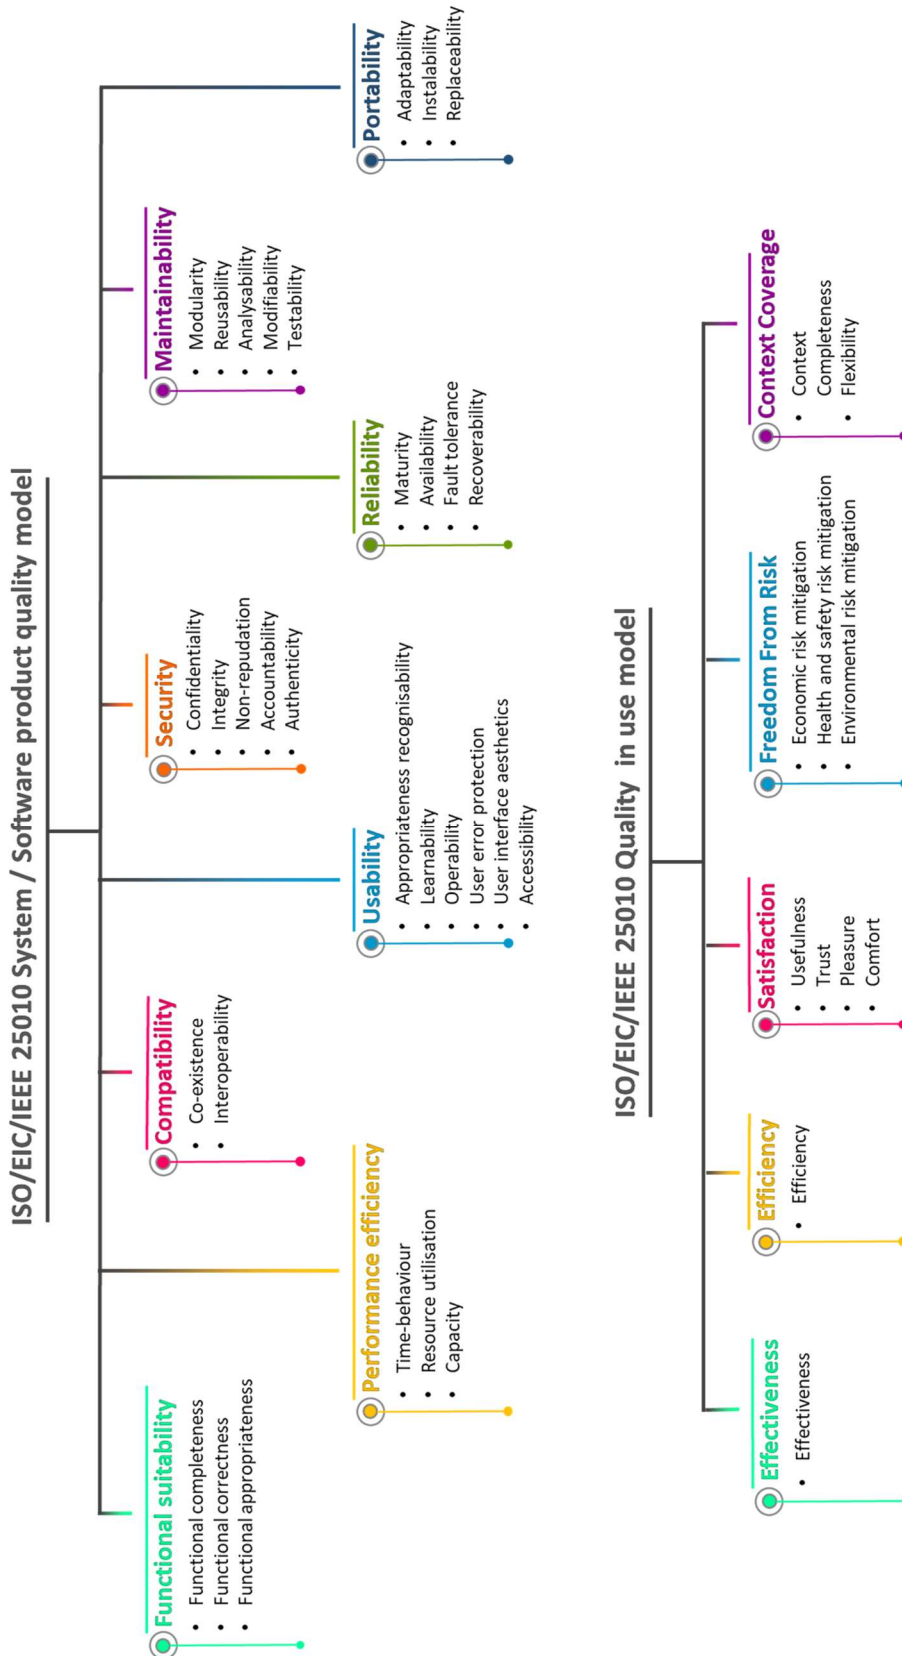 ISO/EIC/IEEE 25010 System / Software product quality model
Functional suitability
• Functional completeness
• Functional correctness
• Functional appropriateness
Performance efficiency
• Time-behaviour
• Resource utilisation
• Capacity
Compatibility
• Co-existence
• Interoperability
Usability
• Appropriateness recognisability
• Learnability
• Operability
• User error protection
• User interface aesthetics
• Accessibility
Security
• Confidentiality
• Integrity
• Non-repudation
• Accountability
• Authenticity
Reliability
• Maturity
• Availability
• Fault tolerance
• Recoverability
Maintainability
• Modularity
• Reusability
• Analysability
• Modifiability
• Testability
Portability
• Adaptability
• Instalability
• Replaceability
ISO/EIC/IEEE 25010 Quality in use model
Effectiveness
• Effectiveness
Efficiency
• Efficiency
Satisfaction
• Usefulness
• Trust
• Pleasure
• Comfort
Freedom From Risk
• Economic risk mitigation
• Health and safety risk mitigation
• Environmental risk mitigation
Context Coverage
• Context
Completeness
• Flexibility